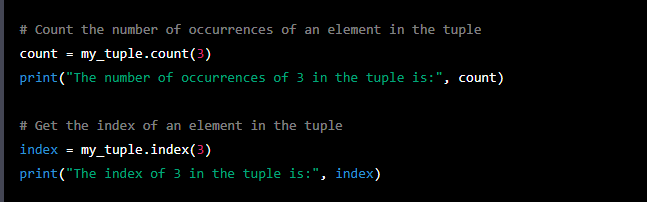 # Count the number of occurrences of an element in the tuple
count = my_tuple.count(3)
print("The number of occurrences of 3 in the tuple is:", count)
# Get the index of an element in the tuple
index = my_tuple.index(3)
print("The index of 3 in the tuple is:", index)